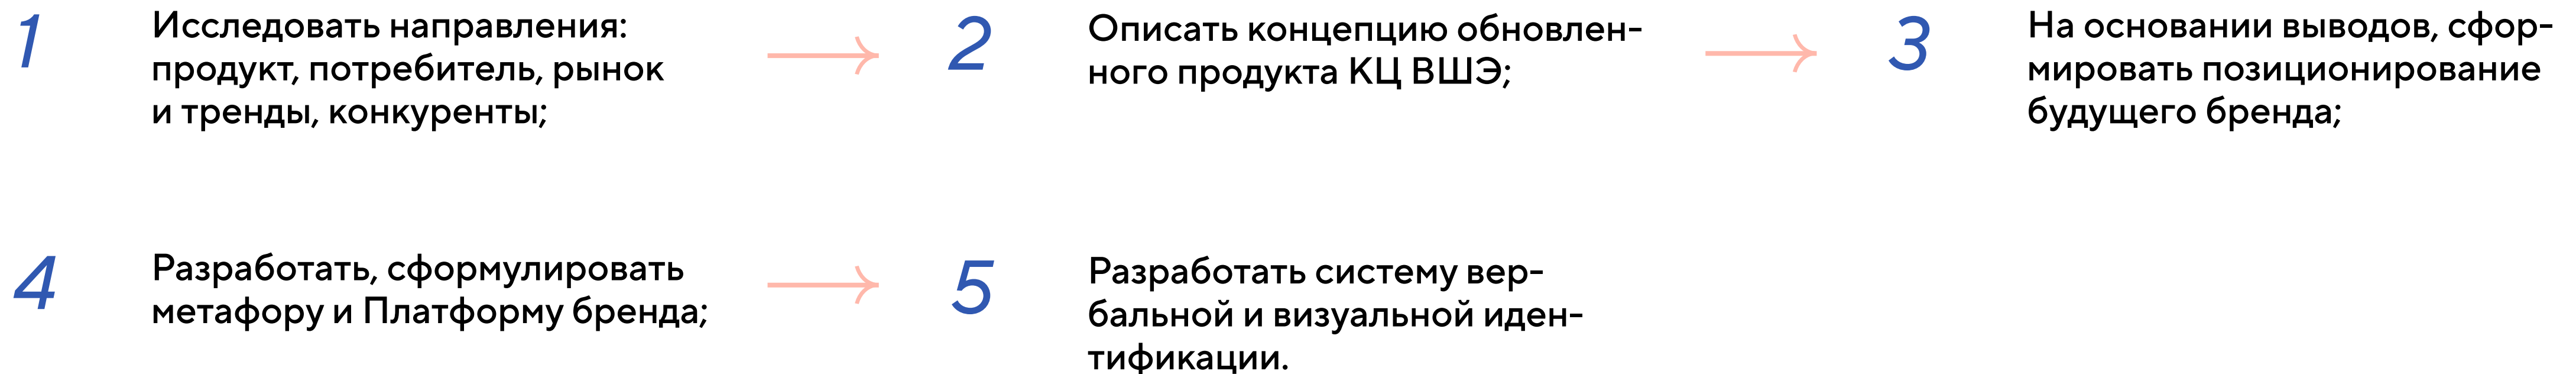 1
Исследовать направления:
продукт, потребитель, рынок
и тренды, конкуренты;
2
Описать концепцию обновлен-
ного продукта КЦ ВШЭ;
3
На основании выводов, сфор-
мировать позиционирование
будущего бренда;
4
Разработать, сформулировать
метафору и Платформу бренда;
5
Разработать систему вер-
бальной и визуальной иден-
тификации.